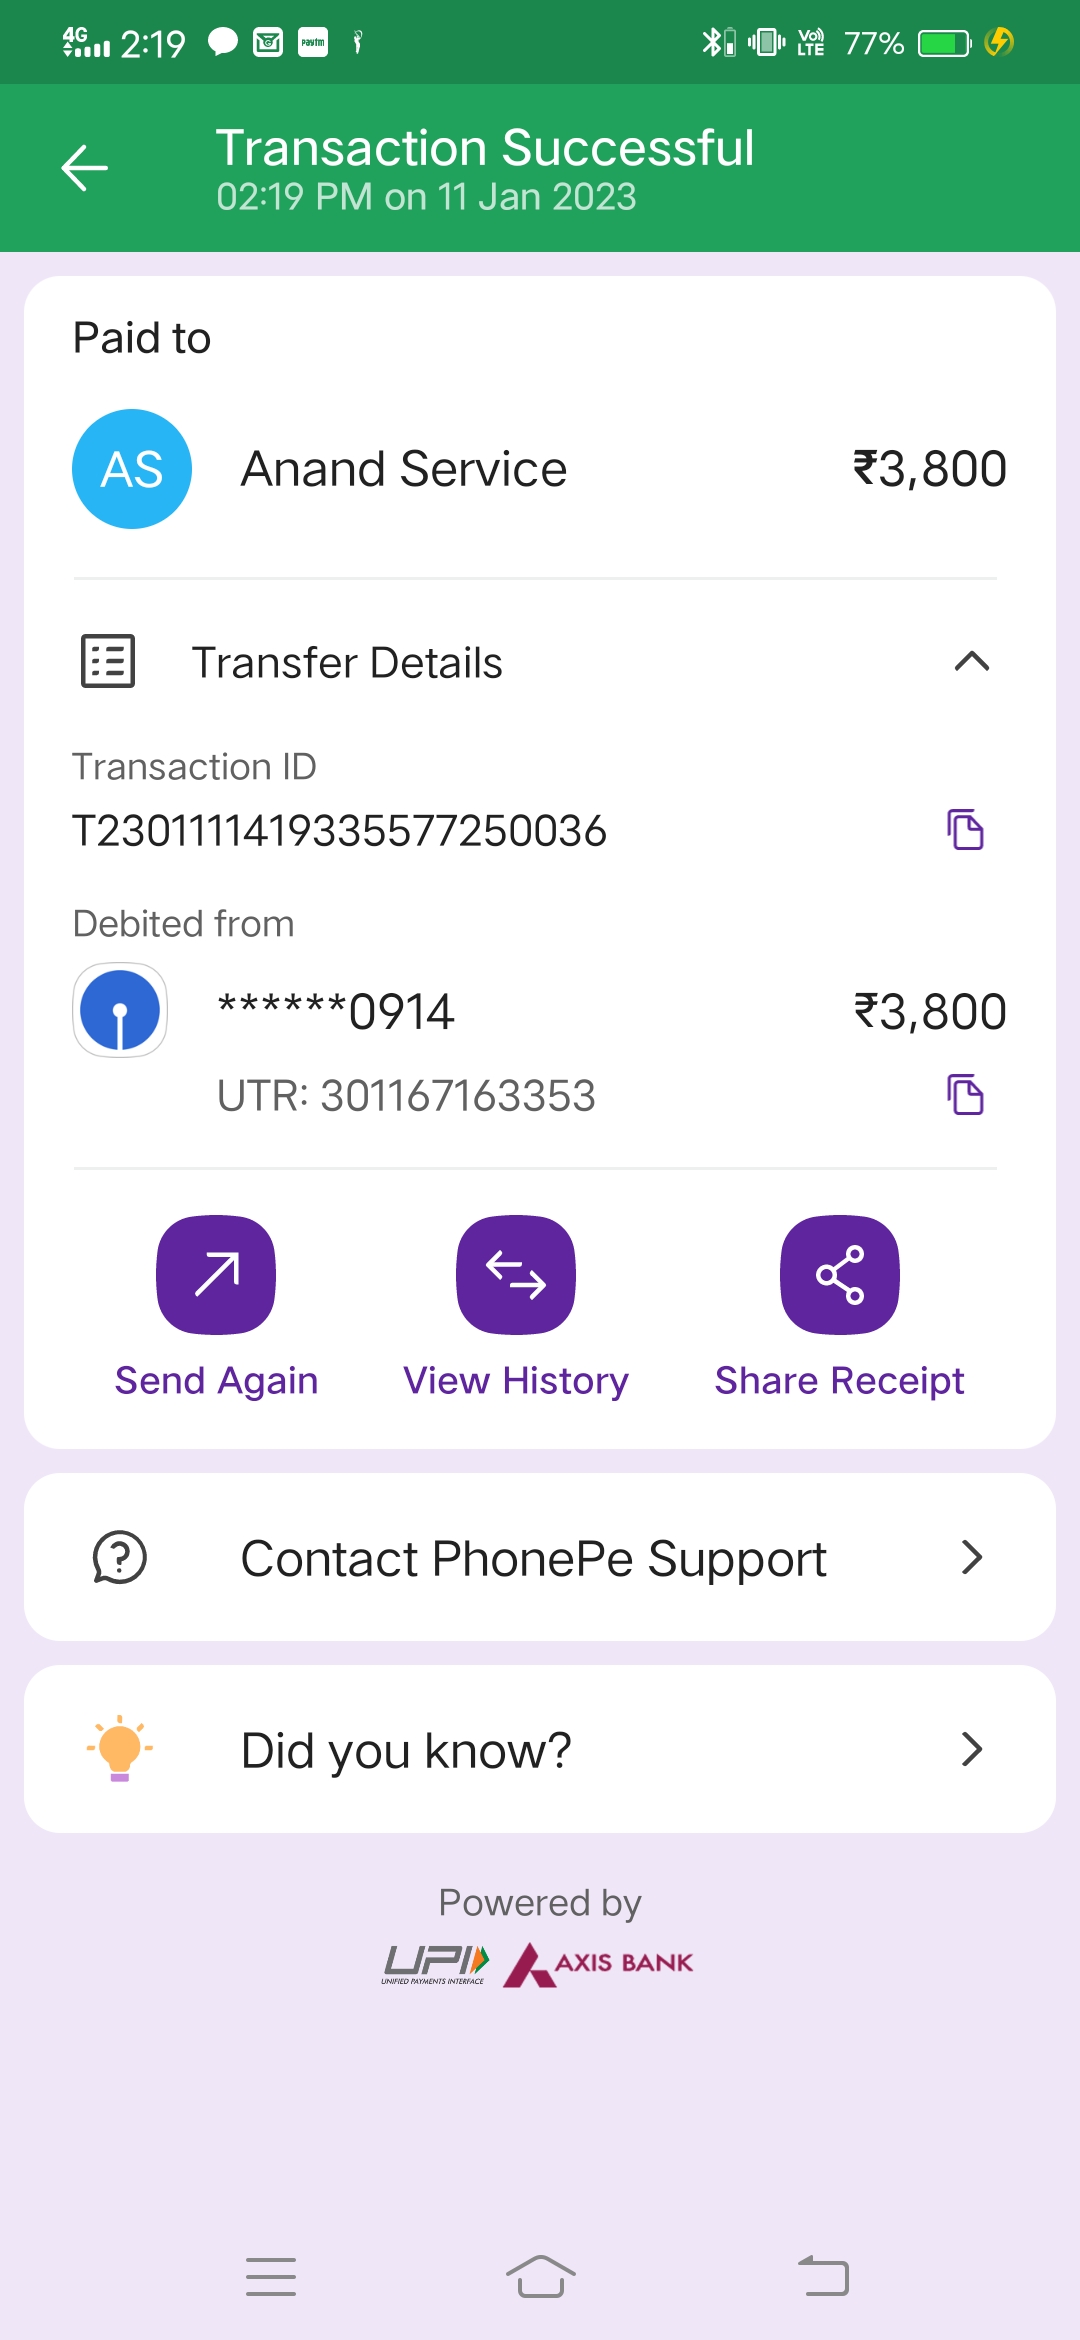 4G 2:19 paytm Vo)) LTE 77%
Transaction Successful
02:19 PM on 11 Jan 2023
Paid to
AS Anand Service ₹3,800
Transfer Details
Transaction ID
T2301111419335577250036
Debited from
******0914 ₹3,800
UTR: 301167163353
Send Again View History Share Receipt
Contact PhonePe Support
Did you know?
Powered by
UPI AXIS BANK
UNIFIED PAYMENTS INTERFACE